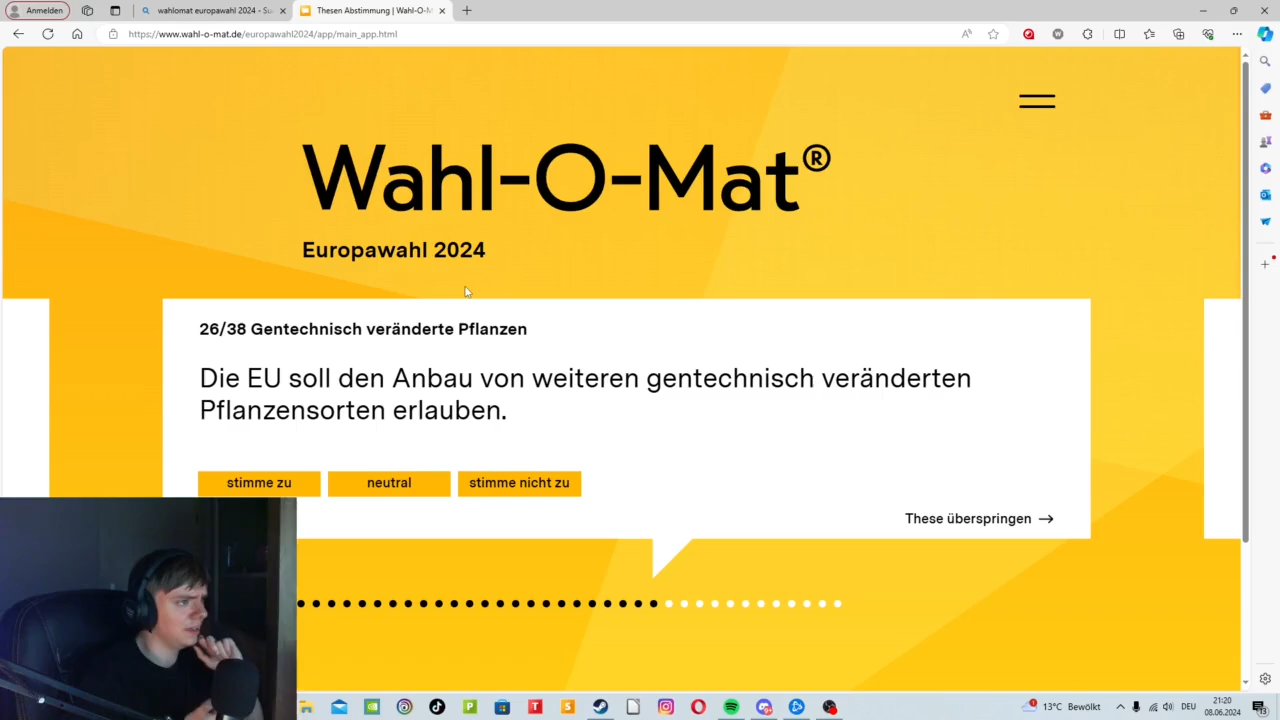 Anmelden
wahlomat europawahl 2024 - Su
Thesen Abstimmung | Wahl-O-M
https://www.wahl-o-mat.de/europawahl2024/app/main_app.html
Wahl-O-Mat®
Europawahl 2024
26/38 Gentechnisch veränderte Pflanzen
Die EU soll den Anbau von weiteren gentechnisch veränderten
Pflanzensorten erlauben.
stimme zu
neutral
stimme nicht zu
These überspringen →
13°C Bewölkt
DEU
21:20
08.06.2024